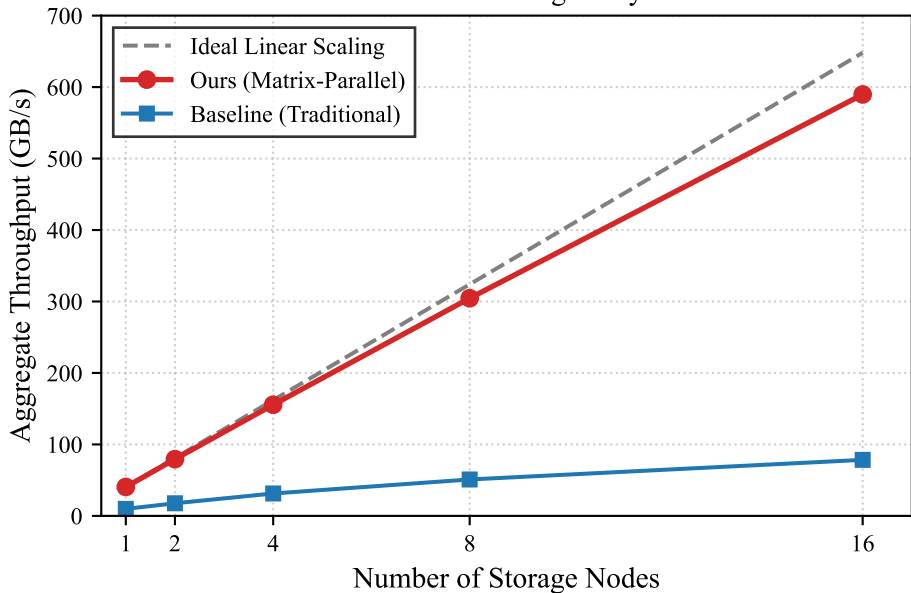 700
600
500
400
300
200
100
0
Aggregate Throughput (GB/s)
Ideal Linear Scaling
Ours (Matrix-Parallel)
Baseline (Traditional)
1 2 4 8 16
Number of Storage Nodes